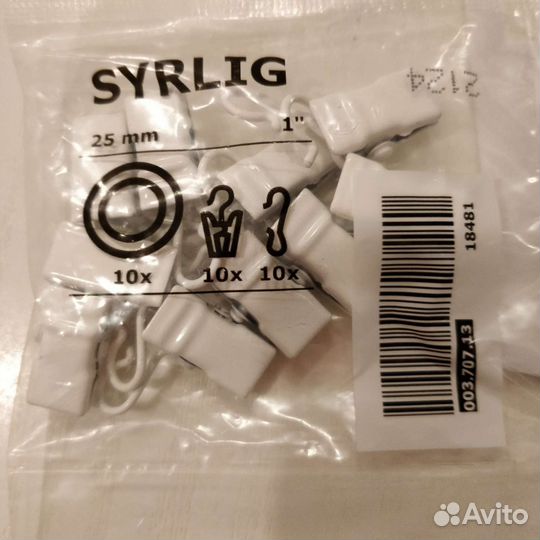 SYRLIG
2124
25 mm 1"
10x 10x 10x
18481
003.707.13
Avito